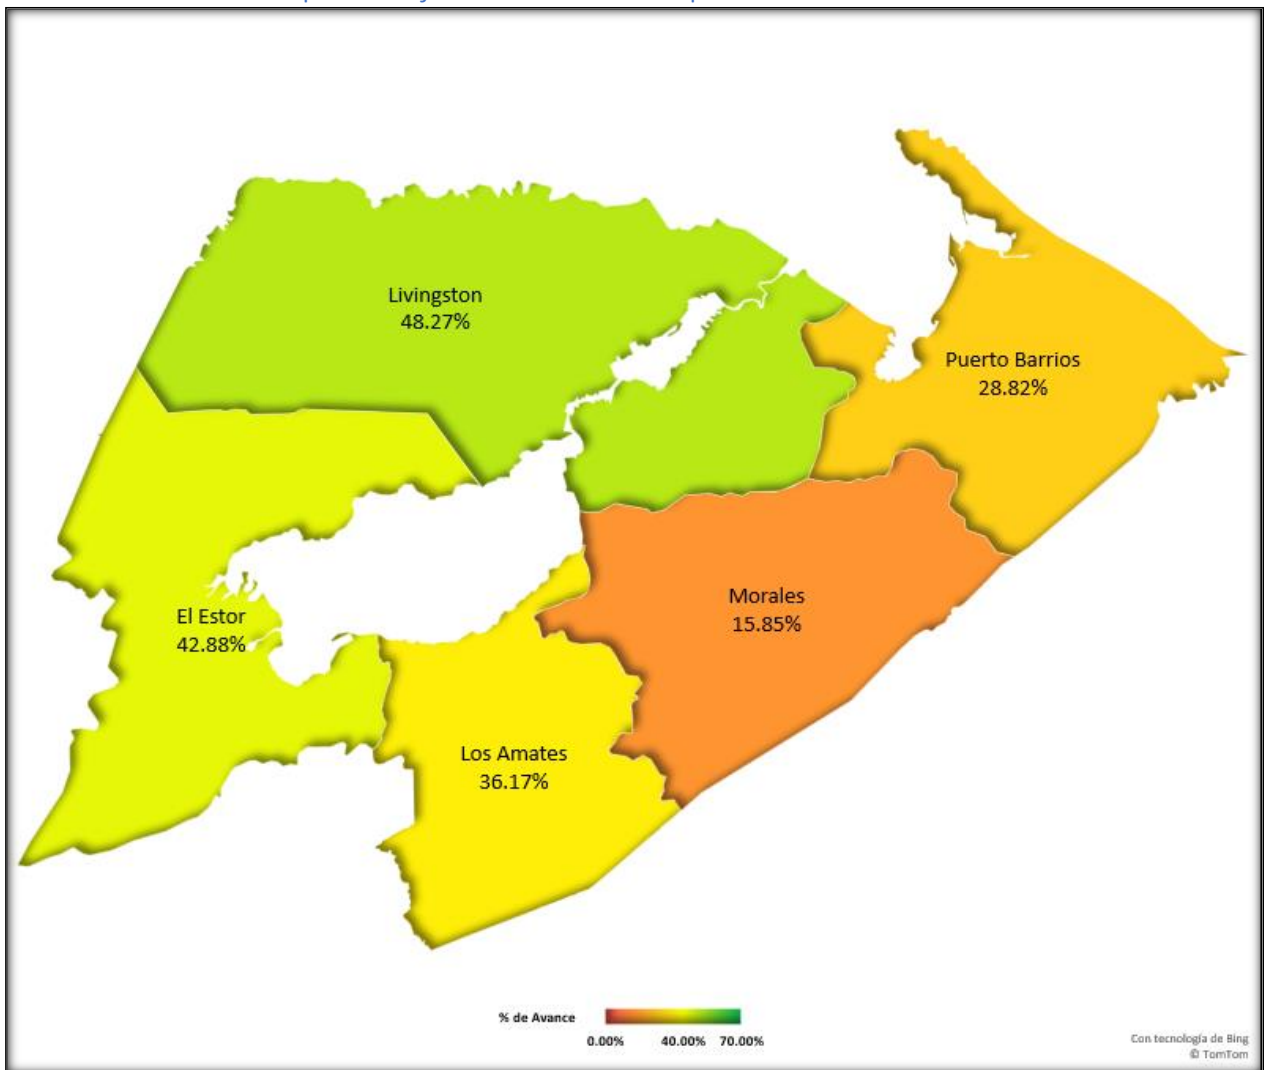 Livingston
48.27%
Puerto Barrios
28.82%
Morales
15.85%
El Estor
42.88%
Los Amates
36.17%
% de Avance
0.00% 40.00% 70.00%
Con tecnología de Bing
© TomTom